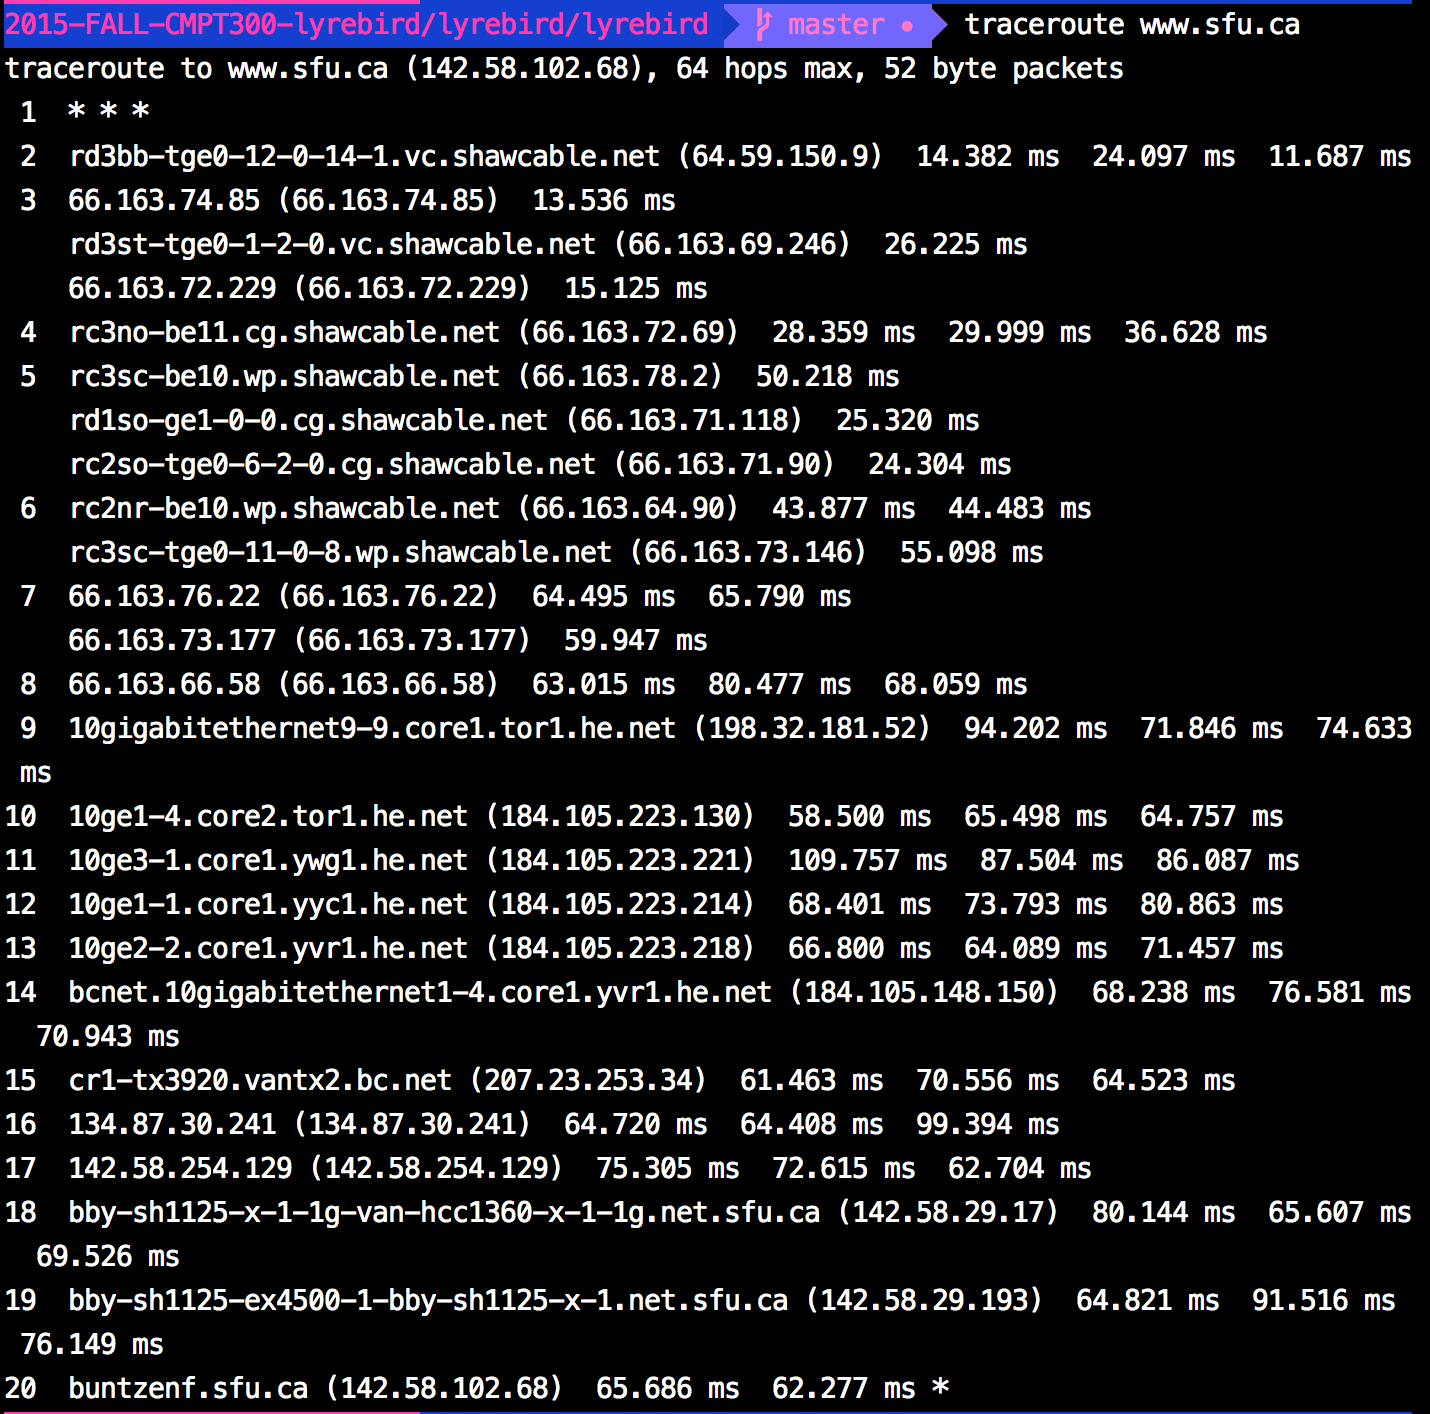 2015-FALL-CMPT300-lyrebird/lyrebird/lyrebird master ● traceroute www.sfu.ca
traceroute to www.sfu.ca (142.58.102.68), 64 hops max, 52 byte packets
1 * * *
2 rd3bb-tge0-12-0-14-1.vc.shawcable.net (64.59.150.9) 14.382 ms 24.097 ms 11.687 ms
3 66.163.74.85 (66.163.74.85) 13.536 ms
rd3st-tge0-1-2-0.vc.shawcable.net (66.163.69.246) 26.225 ms
66.163.72.229 (66.163.72.229) 15.125 ms
4 rc3no-be11.cg.shawcable.net (66.163.72.69) 28.359 ms 29.999 ms 36.628 ms
5 rc3sc-be10.wp.shawcable.net (66.163.78.2) 50.218 ms
rd1so-ge1-0-0.cg.shawcable.net (66.163.71.118) 25.320 ms
rc2so-tge0-6-2-0.cg.shawcable.net (66.163.71.90) 24.304 ms
6 rc2nr-be10.wp.shawcable.net (66.163.64.90) 43.877 ms 44.483 ms
rc3sc-tge0-11-0-8.wp.shawcable.net (66.163.73.146) 55.098 ms
7 66.163.76.22 (66.163.76.22) 64.495 ms 65.790 ms
66.163.73.177 (66.163.73.177) 59.947 ms
8 66.163.66.58 (66.163.66.58) 63.015 ms 80.477 ms 68.059 ms
9 10gigabitethernet9-9.core1.tor1.he.net (198.32.181.52) 94.202 ms 71.846 ms 74.633
ms
10 10ge1-4.core2.tor1.he.net (184.105.223.130) 58.500 ms 65.498 ms 64.757 ms
11 10ge3-1.core1.ywg1.he.net (184.105.223.221) 109.757 ms 87.504 ms 86.087 ms
12 10ge1-1.core1.yyc1.he.net (184.105.223.214) 68.401 ms 73.793 ms 80.863 ms
13 10ge2-2.core1.yvr1.he.net (184.105.223.218) 66.800 ms 64.089 ms 71.457 ms
14 bcnet.10gigabitethernet1-4.core1.yvr1.he.net (184.105.148.150) 68.238 ms 76.581 ms
70.943 ms
15 cr1-tx3920.vantx2.bc.net (207.23.253.34) 61.463 ms 70.556 ms 64.523 ms
16 134.87.30.241 (134.87.30.241) 64.720 ms 64.408 ms 99.394 ms
17 142.58.254.129 (142.58.254.129) 75.305 ms 72.615 ms 62.704 ms
18 bby-sh1125-x-1-1g-van-hcc1360-x-1-1g.net.sfu.ca (142.58.29.17) 80.144 ms 65.607 ms
69.526 ms
19 bby-sh1125-ex4500-1-bby-sh1125-x-1.net.sfu.ca (142.58.29.193) 64.821 ms 91.516 ms
76.149 ms
20 buntzenf.sfu.ca (142.58.102.68) 65.686 ms 62.277 ms *